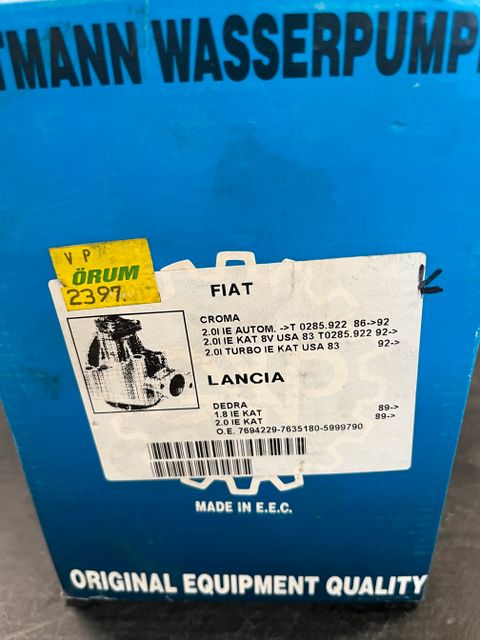 TMANN WASSERPUMP
V P
ÖRUM
2397.
FIAT
CROMA
2.0I IE AUTOM. ->T 0285.922 86->92
2.0I IE KAT 8V USA 83 T0285.922 92->
2.0I TURBO IE KAT USA 83 92->
LANCIA
DEDRA
1.8 IE KAT 89->
2.0 IE KAT 89->
O.E. 7694229-7635180-5999790
MADE IN E.E.C.
ORIGINAL EQUIPMENT QUALITY